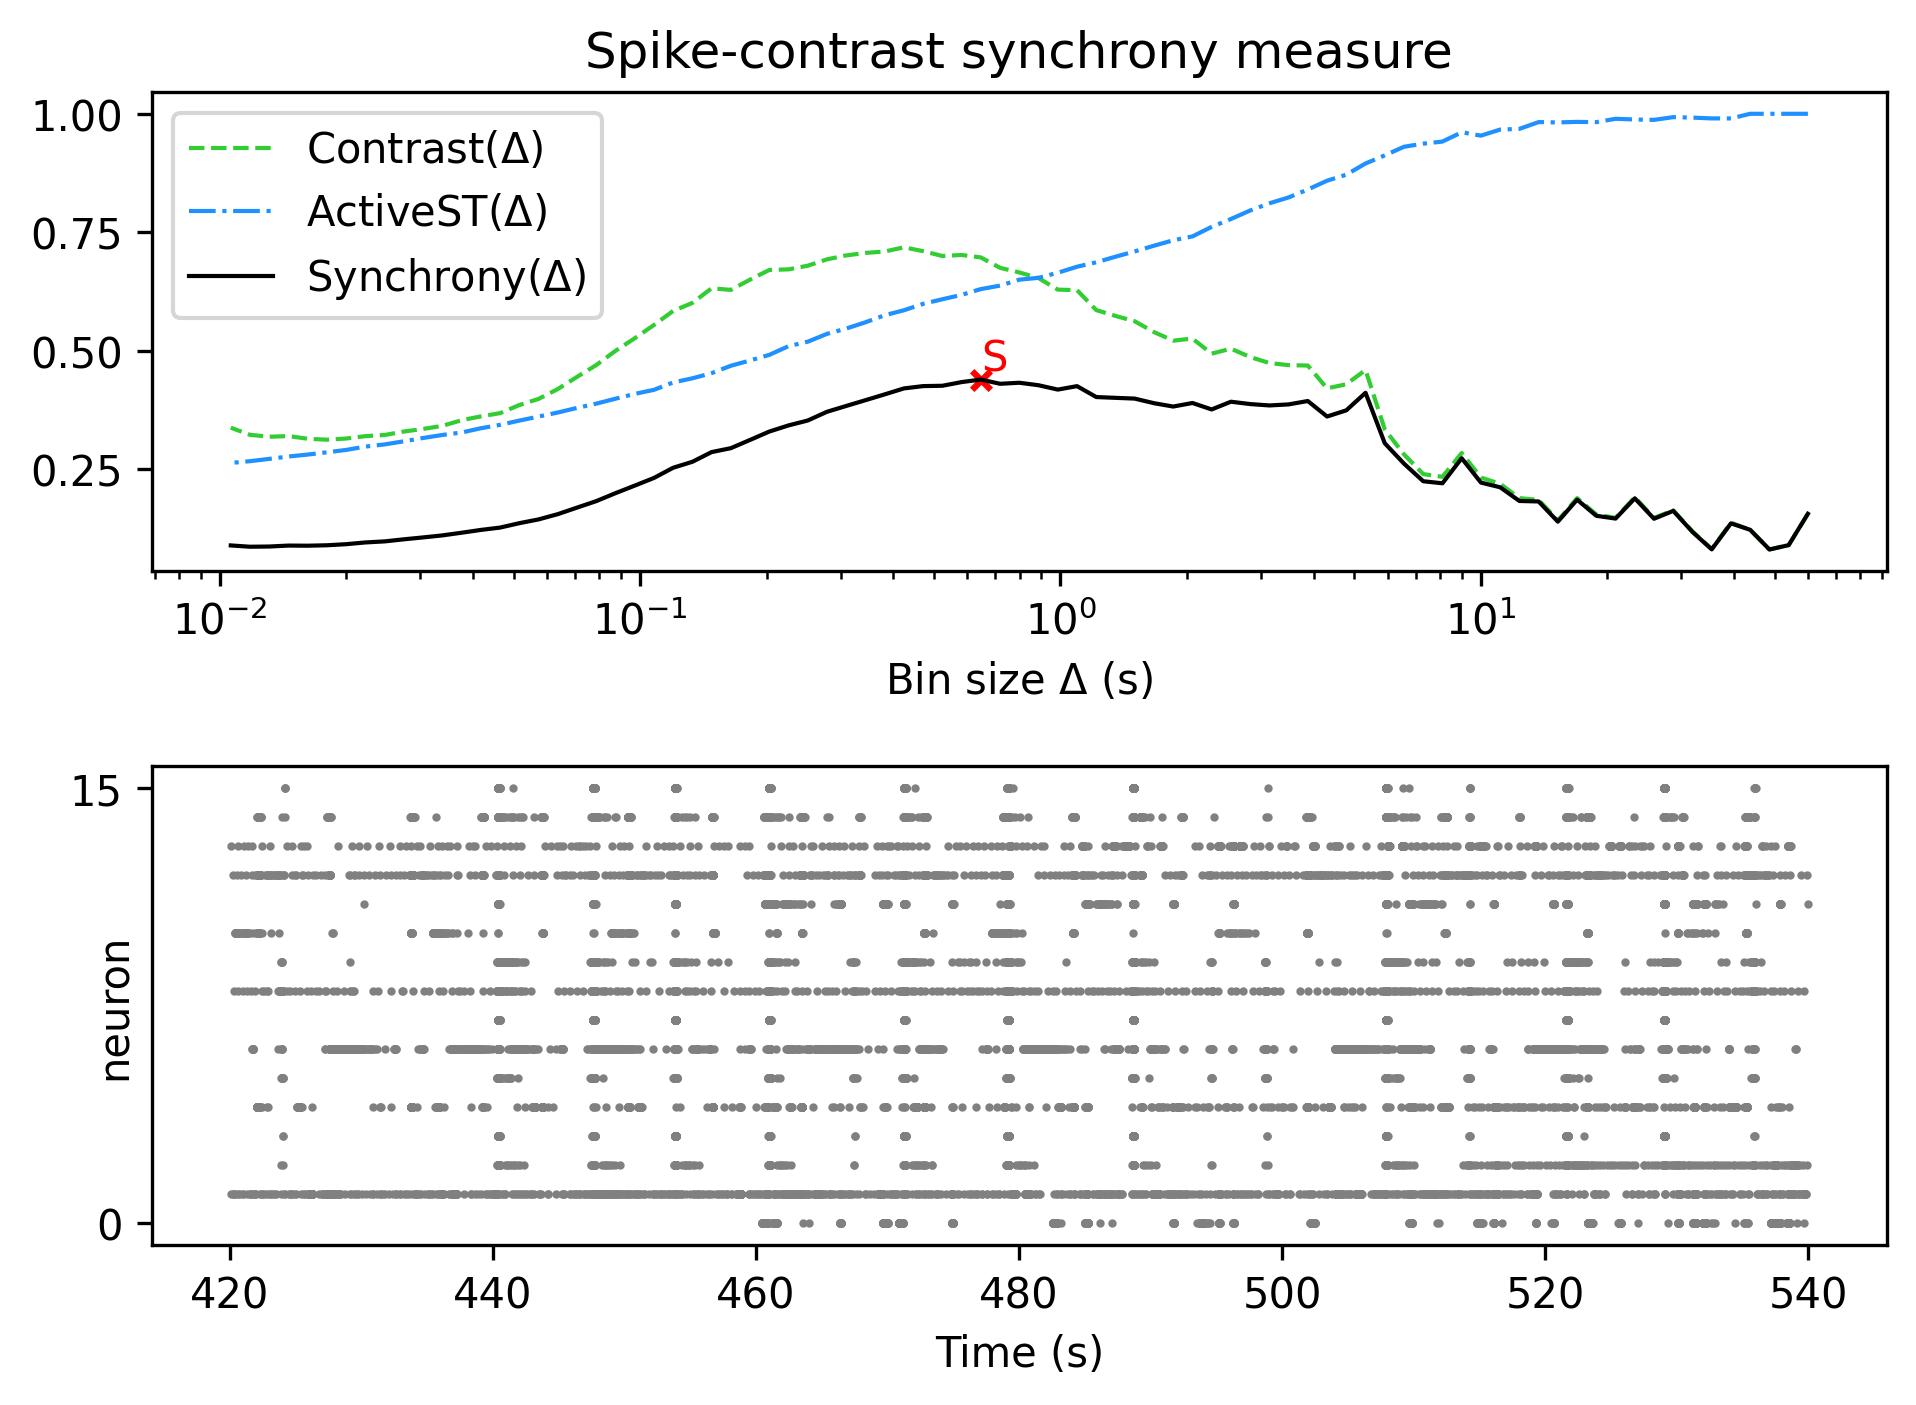 Spike-contrast synchrony measure
1.00
0.75
0.50
0.25
Contrast(Δ)
ActiveST(Δ)
Synchrony(Δ)
S
10⁻² 10⁻¹ 10⁰ 10¹
Bin size Δ (s)
15
0
neuron
420 440 460 480 500 520 540
Time (s)